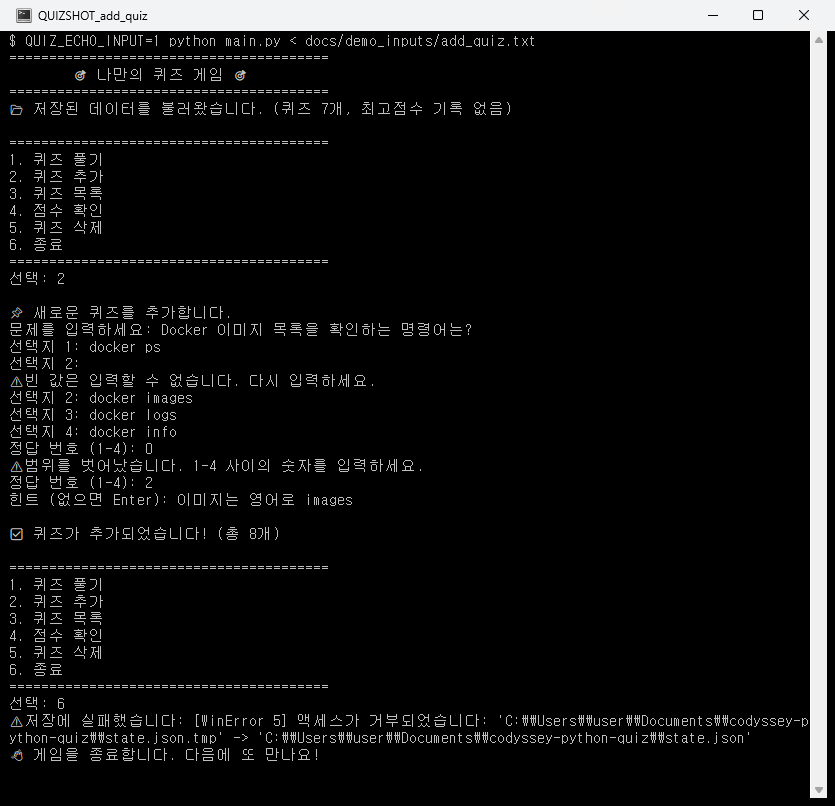 QUIZSHOT_add_quiz
$ QUIZ_ECHO_INPUT=1 python main.py < docs/demo_inputs/add_quiz.txt
========================================
🎯 나만의 퀴즈 게임 🎯
========================================
📂 저장된 데이터를 불러왔습니다. (퀴즈 7개, 최고점수 기록 없음)
========================================
1. 퀴즈 풀기
2. 퀴즈 추가
3. 퀴즈 목록
4. 점수 확인
5. 퀴즈 삭제
6. 종료
========================================
선택: 2
📌 새로운 퀴즈를 추가합니다.
문제를 입력하세요: Docker 이미지 목록을 확인하는 명령어는?
선택지 1: docker ps
선택지 2:
⚠빈 값은 입력할 수 없습니다. 다시 입력하세요.
선택지 2: docker images
선택지 3: docker logs
선택지 4: docker info
정답 번호 (1-4): 0
⚠범위를 벗어났습니다. 1-4 사이의 숫자를 입력하세요.
정답 번호 (1-4): 2
힌트 (없으면 Enter): 이미지는 영어로 images
☑ 퀴즈가 추가되었습니다! (총 8개)
========================================
1. 퀴즈 풀기
2. 퀴즈 추가
3. 퀴즈 목록
4. 점수 확인
5. 퀴즈 삭제
6. 종료
========================================
선택: 6
⚠저장에 실패했습니다: [WinError 5] 액세스가 거부되었습니다: 'C:₩₩Users₩₩user₩₩Documents₩₩codyssey-p
ython-quiz₩₩state.json.tmp' -> 'C:₩₩Users₩₩user₩₩Documents₩₩codyssey-python-quiz₩₩state.json'
👋 게임을 종료합니다. 다음에 또 만나요!